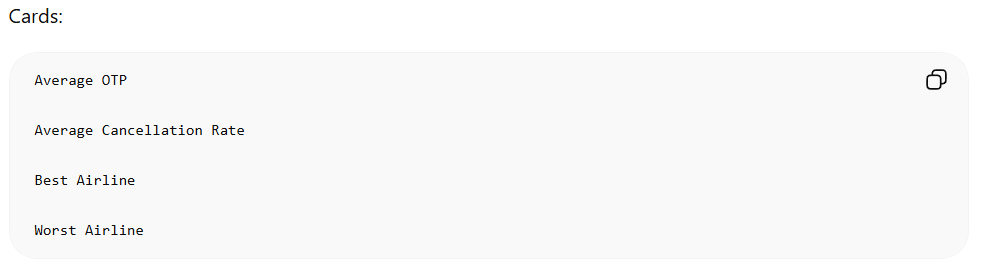 Cards:
Average OTP
Average Cancellation Rate
Best Airline
Worst Airline